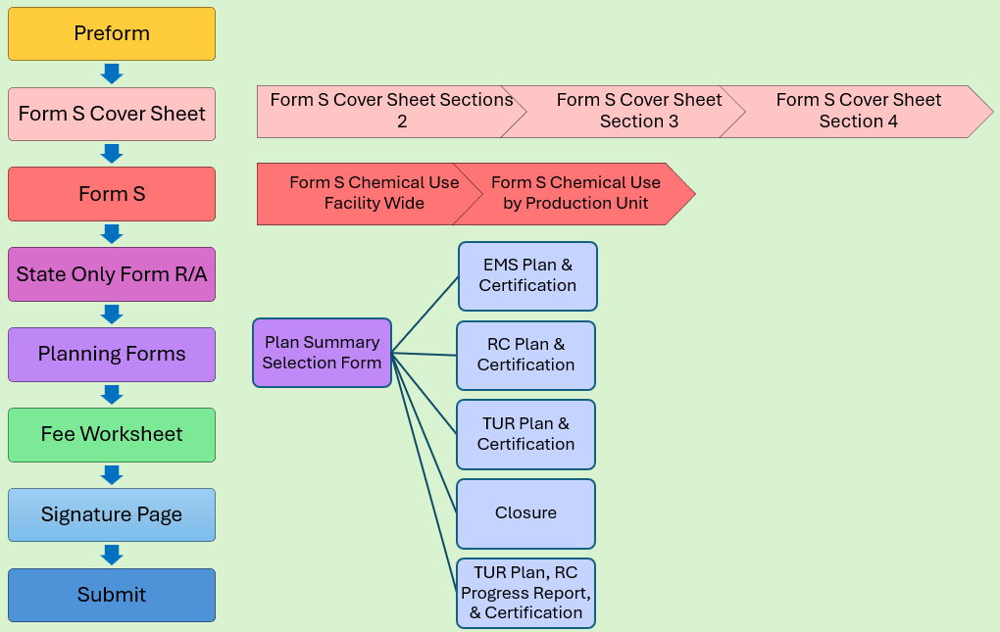 Preform
Form S Cover Sheet
Form S Cover Sheet Sections
2
Form S Cover Sheet
Section 3
Form S Cover Sheet
Section 4
Form S
Form S Chemical Use
Facility Wide
Form S Chemical Use
by Production Unit
State Only Form R/A
Planning Forms
Plan Summary
Selection Form
EMS Plan &
Certification
RC Plan &
Certification
TUR Plan &
Certification
Closure
TUR Plan, RC
Progress Report,
& Certification
Fee Worksheet
Signature Page
Submit